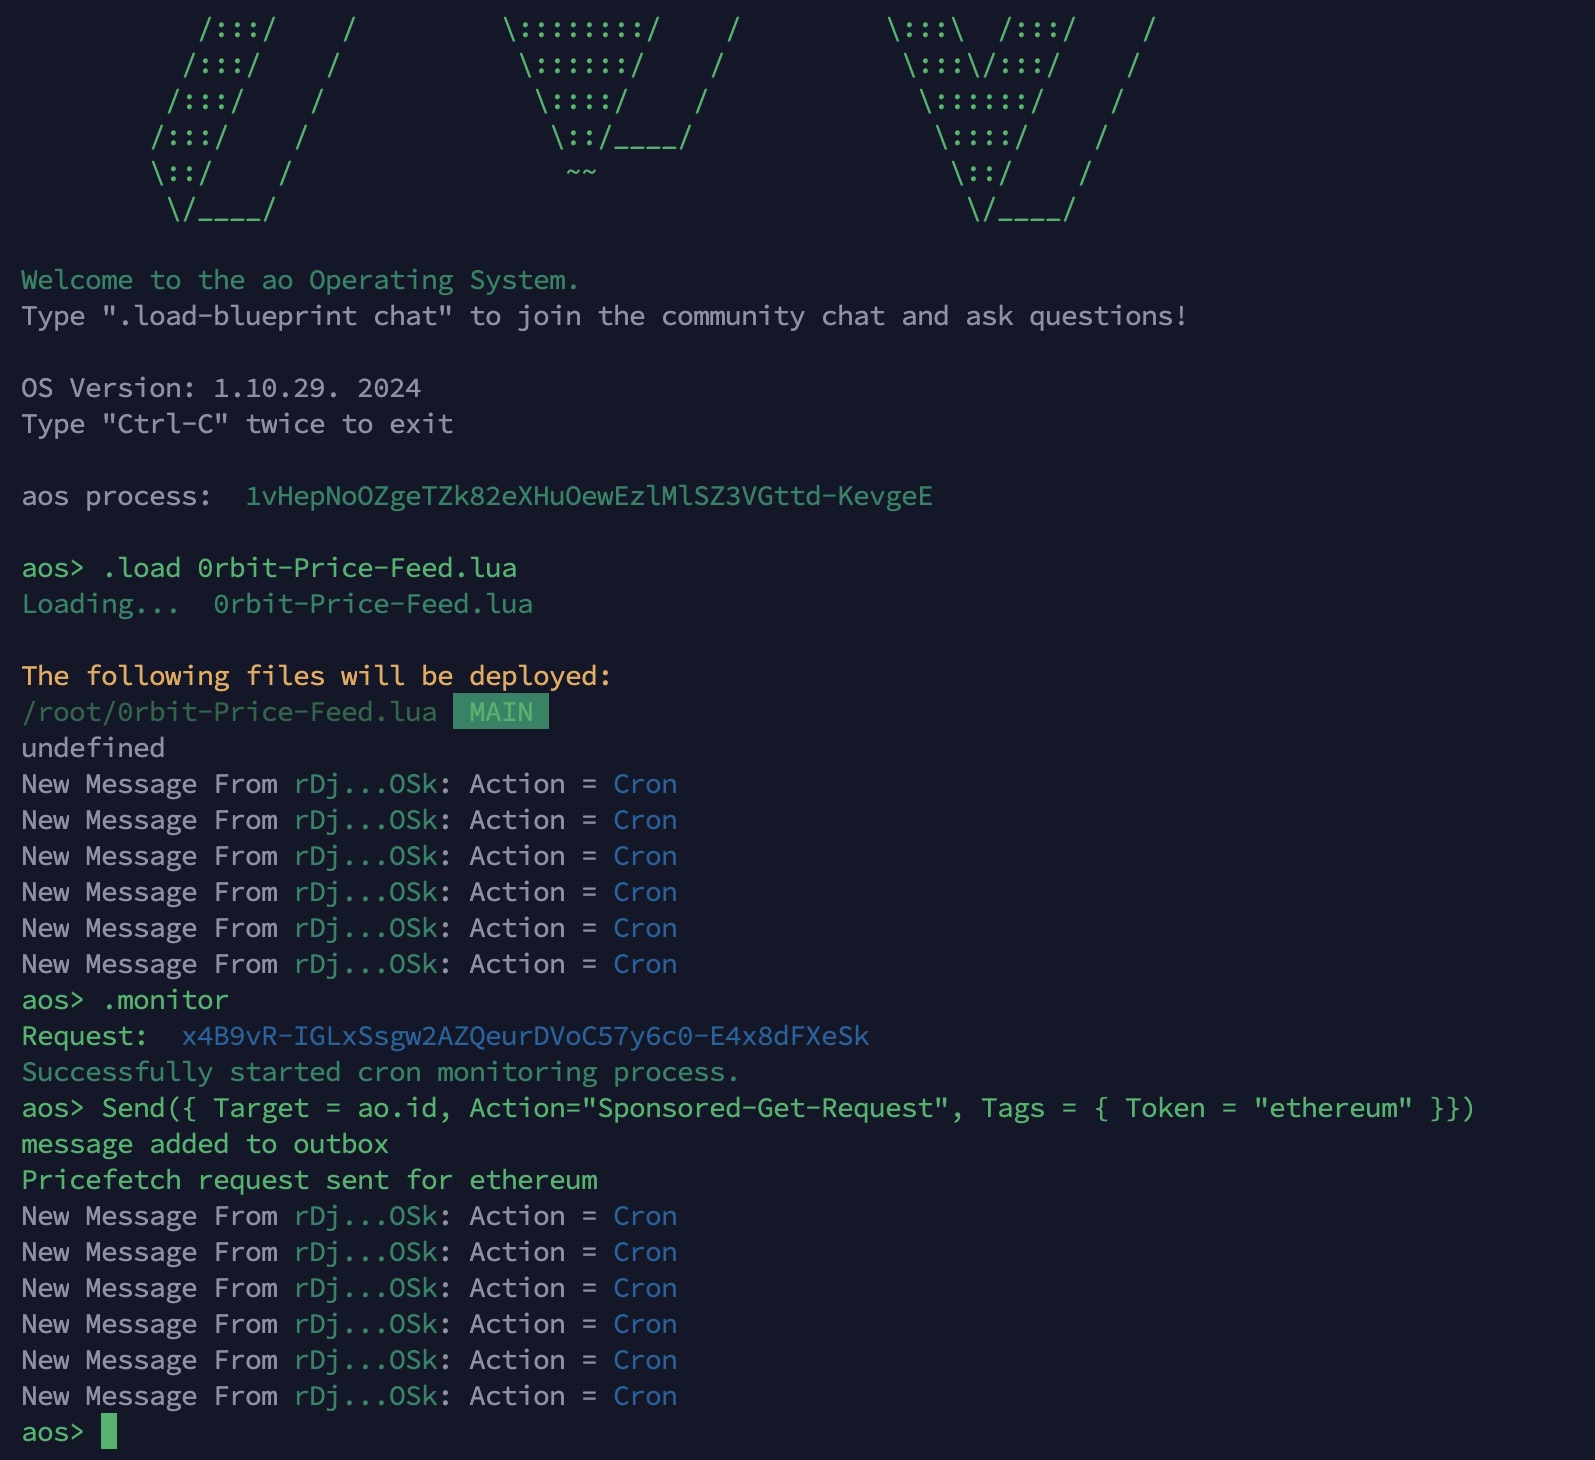 /:::/     /         \::::::::/     /         \:::\  /:::/     /
/:::/     /           \::::::/     /           \:::\/:::/     /
/:::/     /             \::::/     /             \::::::/     /
/:::/     /               \::/____/               \::::/     /
\::/     /                 ~~                      \::/     /
\/____/                                            \/____/
Welcome to the ao Operating System.
Type ".load-blueprint chat" to join the community chat and ask questions!
OS Version: 1.10.29. 2024
Type "Ctrl-C" twice to exit
aos process:  1vHepNoOZgeTZk82eXHuOewEzlMlSZ3VGttd-KevgeE
aos> .load 0rbit-Price-Feed.lua
Loading...  0rbit-Price-Feed.lua
The following files will be deployed:
/root/0rbit-Price-Feed.lua MAIN
undefined
New Message From rDj...OSk: Action = Cron
New Message From rDj...OSk: Action = Cron
New Message From rDj...OSk: Action = Cron
New Message From rDj...OSk: Action = Cron
New Message From rDj...OSk: Action = Cron
New Message From rDj...OSk: Action = Cron
aos> .monitor
Request:  x4B9vR-IGLxSsgw2AZQeurDVoC57y6c0-E4x8dFXeSk
Successfully started cron monitoring process.
aos> Send({ Target = ao.id, Action="Sponsored-Get-Request", Tags = { Token = "ethereum" }})
message added to outbox
Pricefetch request sent for ethereum
New Message From rDj...OSk: Action = Cron
New Message From rDj...OSk: Action = Cron
New Message From rDj...OSk: Action = Cron
New Message From rDj...OSk: Action = Cron
New Message From rDj...OSk: Action = Cron
New Message From rDj...OSk: Action = Cron
aos>